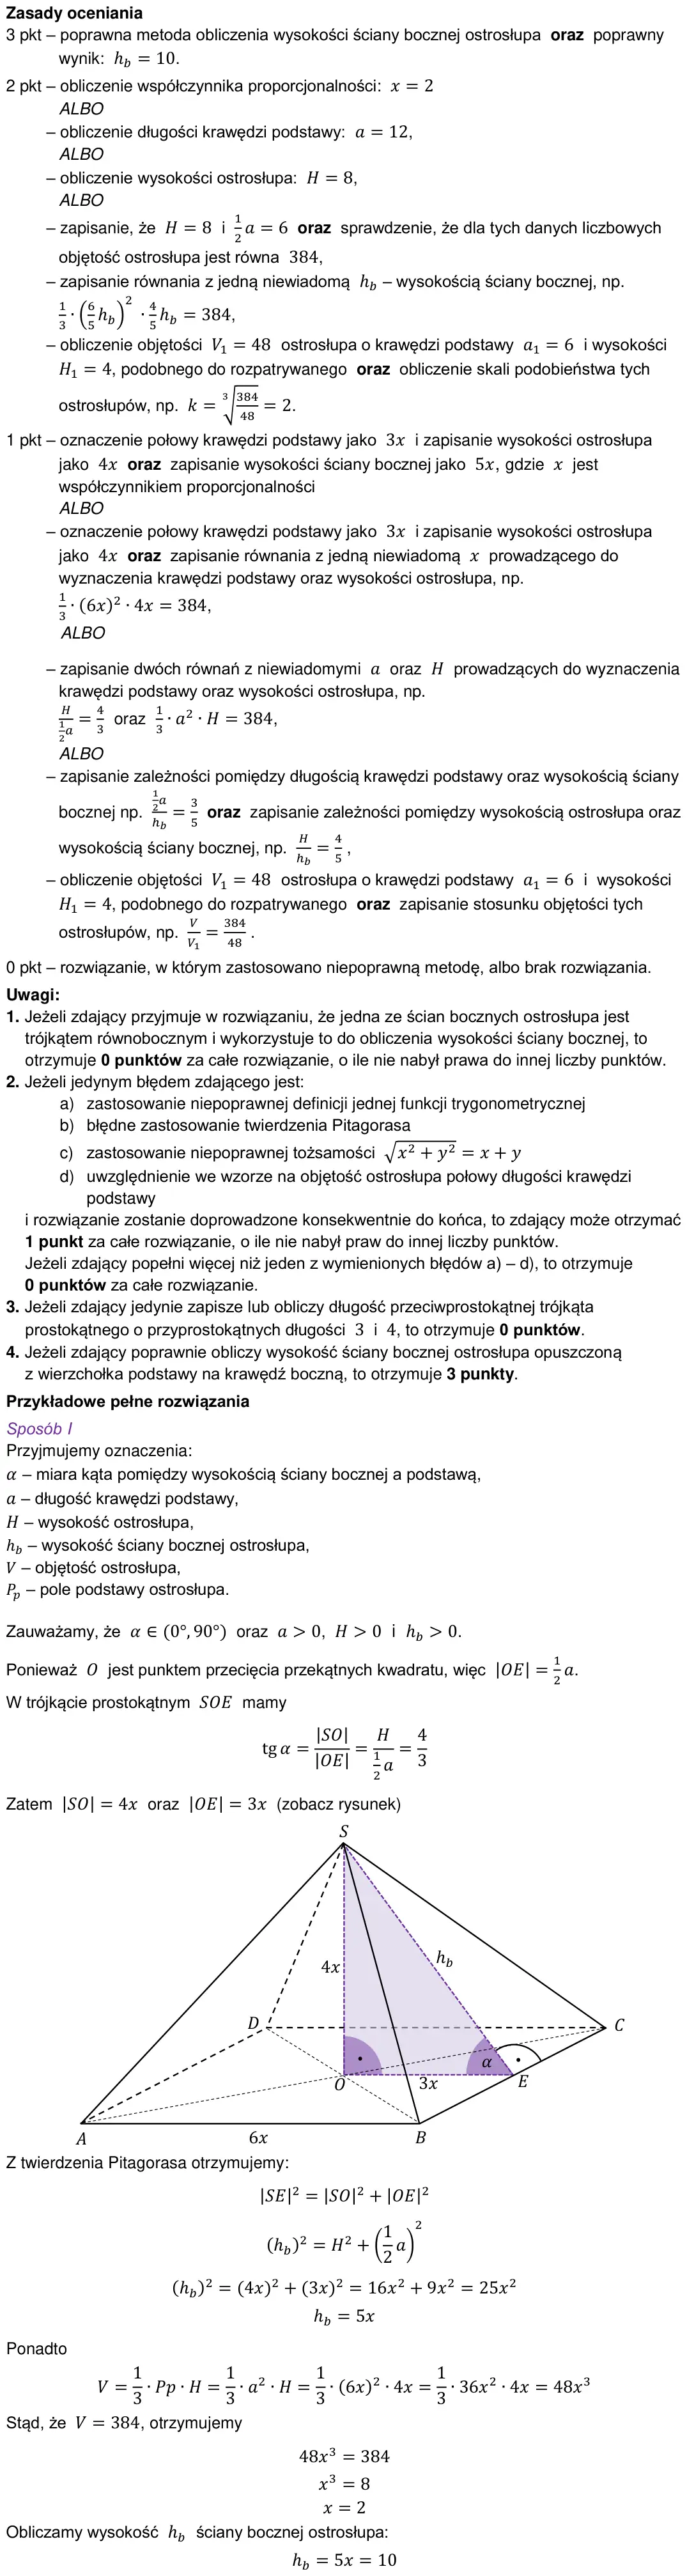 Zasady oceniania
3 pkt – poprawna metoda obliczenia wysokości ściany bocznej ostrosłupa oraz poprawny
wynik: h_b = 10.
2 pkt – obliczenie współczynnika proporcjonalności: x = 2
ALBO
– obliczenie długości krawędzi podstawy: a = 12,
ALBO
– obliczenie wysokości ostrosłupa: H = 8,
ALBO
– zapisanie, że H = 8 i 1/2 a = 6 oraz sprawdzenie, że dla tych danych liczbowych
objętość ostrosłupa jest równa 384,
– zapisanie równania z jedną niewiadomą h_b – wysokością ściany bocznej, np.
1/3 · (6/5 h_b)² · 4/5 h_b = 384,
– obliczenie objętości V₁ = 48 ostrosłupa o krawędzi podstawy a₁ = 6 i wysokości
H₁ = 4, podobnego do rozpatrywanego oraz obliczenie skali podobieństwa tych
ostrosłupów, np. k = ∛(384/48) = 2.
1 pkt – oznaczenie połowy krawędzi podstawy jako 3x i zapisanie wysokości ostrosłupa
jako 4x oraz zapisanie wysokości ściany bocznej jako 5x, gdzie x jest
współczynnikiem proporcjonalności
ALBO
– oznaczenie połowy krawędzi podstawy jako 3x i zapisanie wysokości ostrosłupa
jako 4x oraz zapisanie równania z jedną niewiadomą x prowadzącego do
wyznaczenia krawędzi podstawy oraz wysokości ostrosłupa, np.
1/3 · (6x)² · 4x = 384,
ALBO
– zapisanie dwóch równań z niewiadomymi a oraz H prowadzących do wyznaczenia
krawędzi podstawy oraz wysokości ostrosłupa, np.
H/(1/2 a) = 4/3 oraz 1/3 · a² · H = 384,
ALBO
– zapisanie zależności pomiędzy długością krawędzi podstawy oraz wysokością ściany
bocznej np. (1/2 a)/h_b = 3/5 oraz zapisanie zależności pomiędzy wysokością ostrosłupa oraz
wysokością ściany bocznej, np. H/h_b = 4/5 ,
– obliczenie objętości V₁ = 48 ostrosłupa o krawędzi podstawy a₁ = 6 i wysokości
H₁ = 4, podobnego do rozpatrywanego oraz zapisanie stosunku objętości tych
ostrosłupów, np. V/V₁ = 384/48 .
0 pkt – rozwiązanie, w którym zastosowano niepoprawną metodę, albo brak rozwiązania.
Uwagi:
1. Jeżeli zdający przyjmuje w rozwiązaniu, że jedna ze ścian bocznych ostrosłupa jest
trójkątem równobocznym i wykorzystuje to do obliczenia wysokości ściany bocznej, to
otrzymuje 0 punktów za całe rozwiązanie, o ile nie nabył prawa do innej liczby punktów.
2. Jeżeli jedynym błędem zdającego jest:
a) zastosowanie niepoprawnej definicji jednej funkcji trygonometrycznej
b) błędne zastosowanie twierdzenia Pitagorasa
c) zastosowanie niepoprawnej tożsamości √(x² + y²) = x + y
d) uwzględnienie we wzorze na objętość ostrosłupa połowy długości krawędzi
podstawy
i rozwiązanie zostanie doprowadzone konsekwentnie do końca, to zdający może otrzymać
1 punkt za całe rozwiązanie, o ile nie nabył praw do innej liczby punktów.
Jeżeli zdający popełni więcej niż jeden z wymienionych błędów a) – d), to otrzymuje
0 punktów za całe rozwiązanie.
3. Jeżeli zdający jedynie zapisze lub obliczy długość przeciwprostokątnej trójkąta
prostokątnego o przyprostokątnych długości 3 i 4, to otrzymuje 0 punktów.
4. Jeżeli zdający poprawnie obliczy wysokość ściany bocznej ostrosłupa opuszczoną
z wierzchołka podstawy na krawędź boczną, to otrzymuje 3 punkty.
Przykładowe pełne rozwiązania
Sposób I
Przyjmujemy oznaczenia:
α – miara kąta pomiędzy wysokością ściany bocznej a podstawą,
a – długość krawędzi podstawy,
H – wysokość ostrosłupa,
h_b – wysokość ściany bocznej ostrosłupa,
V – objętość ostrosłupa,
P_p – pole podstawy ostrosłupa.
Zauważamy, że α ∈ (0°, 90°) oraz a > 0, H > 0 i h_b > 0.
Ponieważ O jest punktem przecięcia przekątnych kwadratu, więc |OE| = 1/2 a.
W trójkącie prostokątnym SOE mamy
tg α = |SO|/|OE| = H/(1/2 a) = 4/3
Zatem |SO| = 4x oraz |OE| = 3x (zobacz rysunek)
S
4x
h_b
D
C
α
O
3x
E
A
6x
B
Z twierdzenia Pitagorasa otrzymujemy:
|SE|² = |SO|² + |OE|²
(h_b)² = H² + (1/2 a)²
(h_b)² = (4x)² + (3x)² = 16x² + 9x² = 25x²
h_b = 5x
Ponadto
V = 1/3 · Pp · H = 1/3 · a² · H = 1/3 · (6x)² · 4x = 1/3 · 36x² · 4x = 48x³
Stąd, że V = 384, otrzymujemy
48x³ = 384
x³ = 8
x = 2
Obliczamy wysokość h_b ściany bocznej ostrosłupa:
h_b = 5x = 10